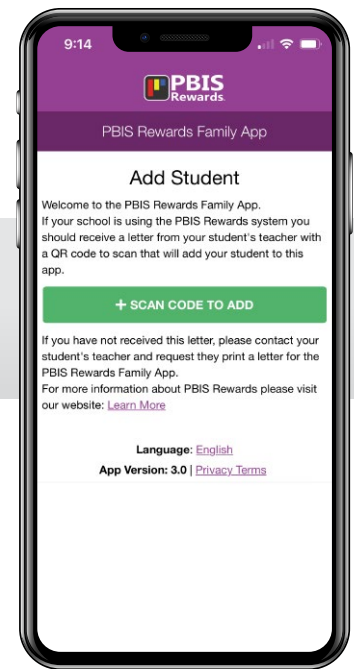 9:14
PBIS
Rewards
PBIS Rewards Family App
Add Student
Welcome to the PBIS Rewards Family App.
If your school is using the PBIS Rewards system you
should receive a letter from your student's teacher with
a QR code to scan that will add your student to this
app.
+ SCAN CODE TO ADD
If you have not received this letter, please contact your
student's teacher and request they print a letter for the
PBIS Rewards Family App.
For more information about PBIS Rewards please visit
our website: Learn More
Language: English
App Version: 3.0 | Privacy Terms